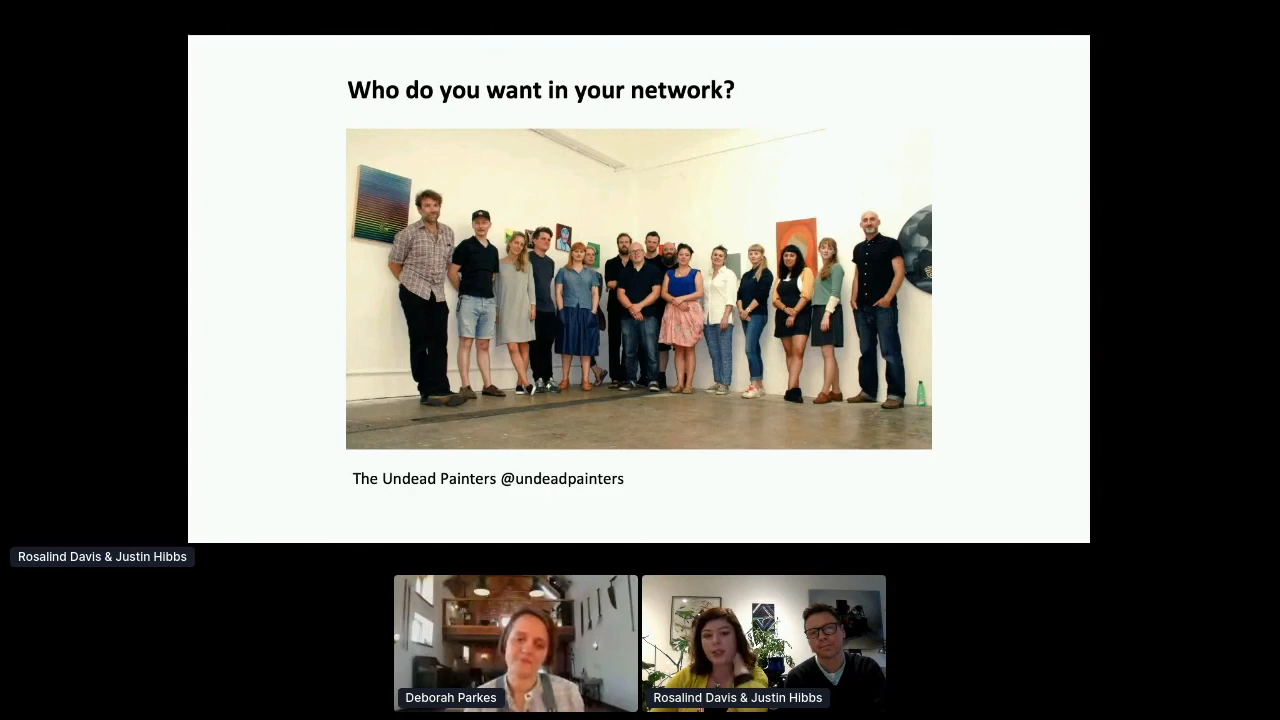 Who do you want in your network?
The Undead Painters @undeadpainters
Rosalind Davis & Justin Hibbs
Deborah Parkes
Rosalind Davis & Justin Hibbs